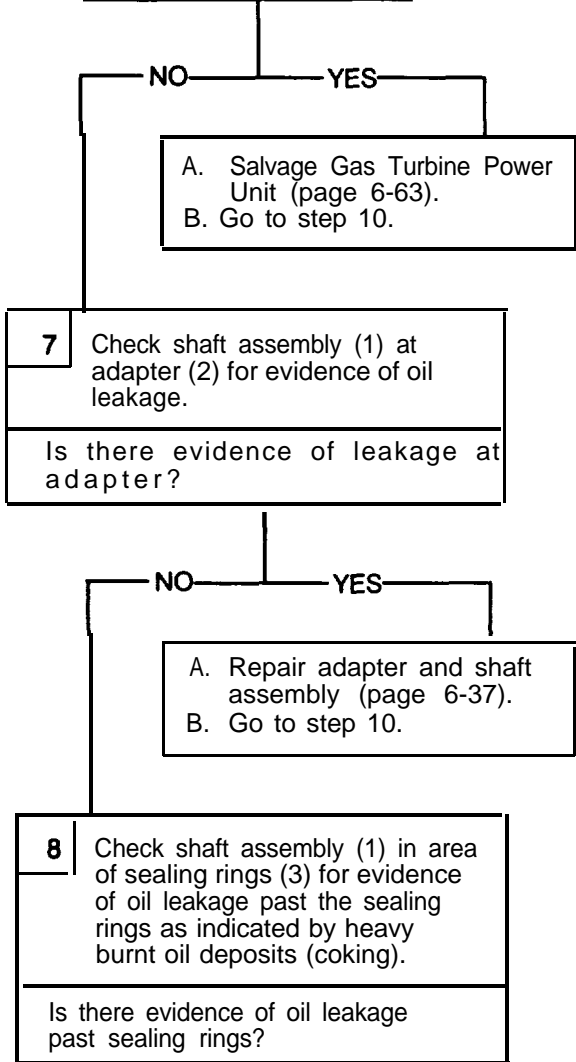 NO YES
A. Salvage Gas Turbine Power
Unit (page 6-63).
B. Go to step 10.
7 Check shaft assembly (1) at
adapter (2) for evidence of oil
leakage.
Is there evidence of leakage at
adapter?
NO YES
A. Repair adapter and shaft
assembly (page 6-37).
B. Go to step 10.
8 Check shaft assembly (1) in area
of sealing rings (3) for evidence
of oil leakage past the sealing
rings as indicated by heavy
burnt oil deposits (coking).
Is there evidence of oil leakage
past sealing rings?